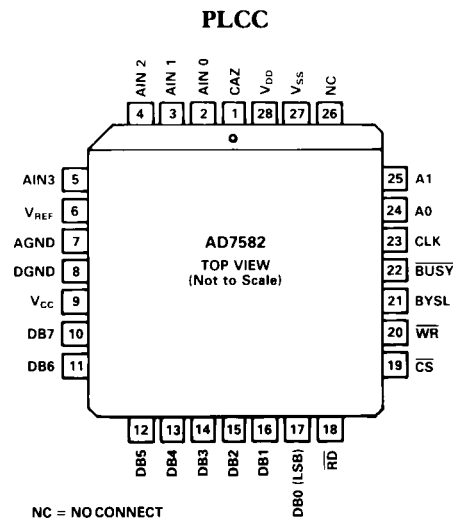 PLCC
AIN 2
AIN 1
AIN 0
CAZ
VDD
VSS
NC
4 3 2 1 28 27 26
AIN3 5
VREF 6
AGND 7
DGND 8
VCC 9
DB7 10
DB6 11
25 A1
24 A0
23 CLK
22 BUSY
21 BYSL
20 WR
19 CS
AD7582
TOP VIEW
(Not to Scale)
12 13 14 15 16 17 18
DB5
DB4
DB3
DB2
DB1
DB0 (LSB)
RD
NC = NO CONNECT